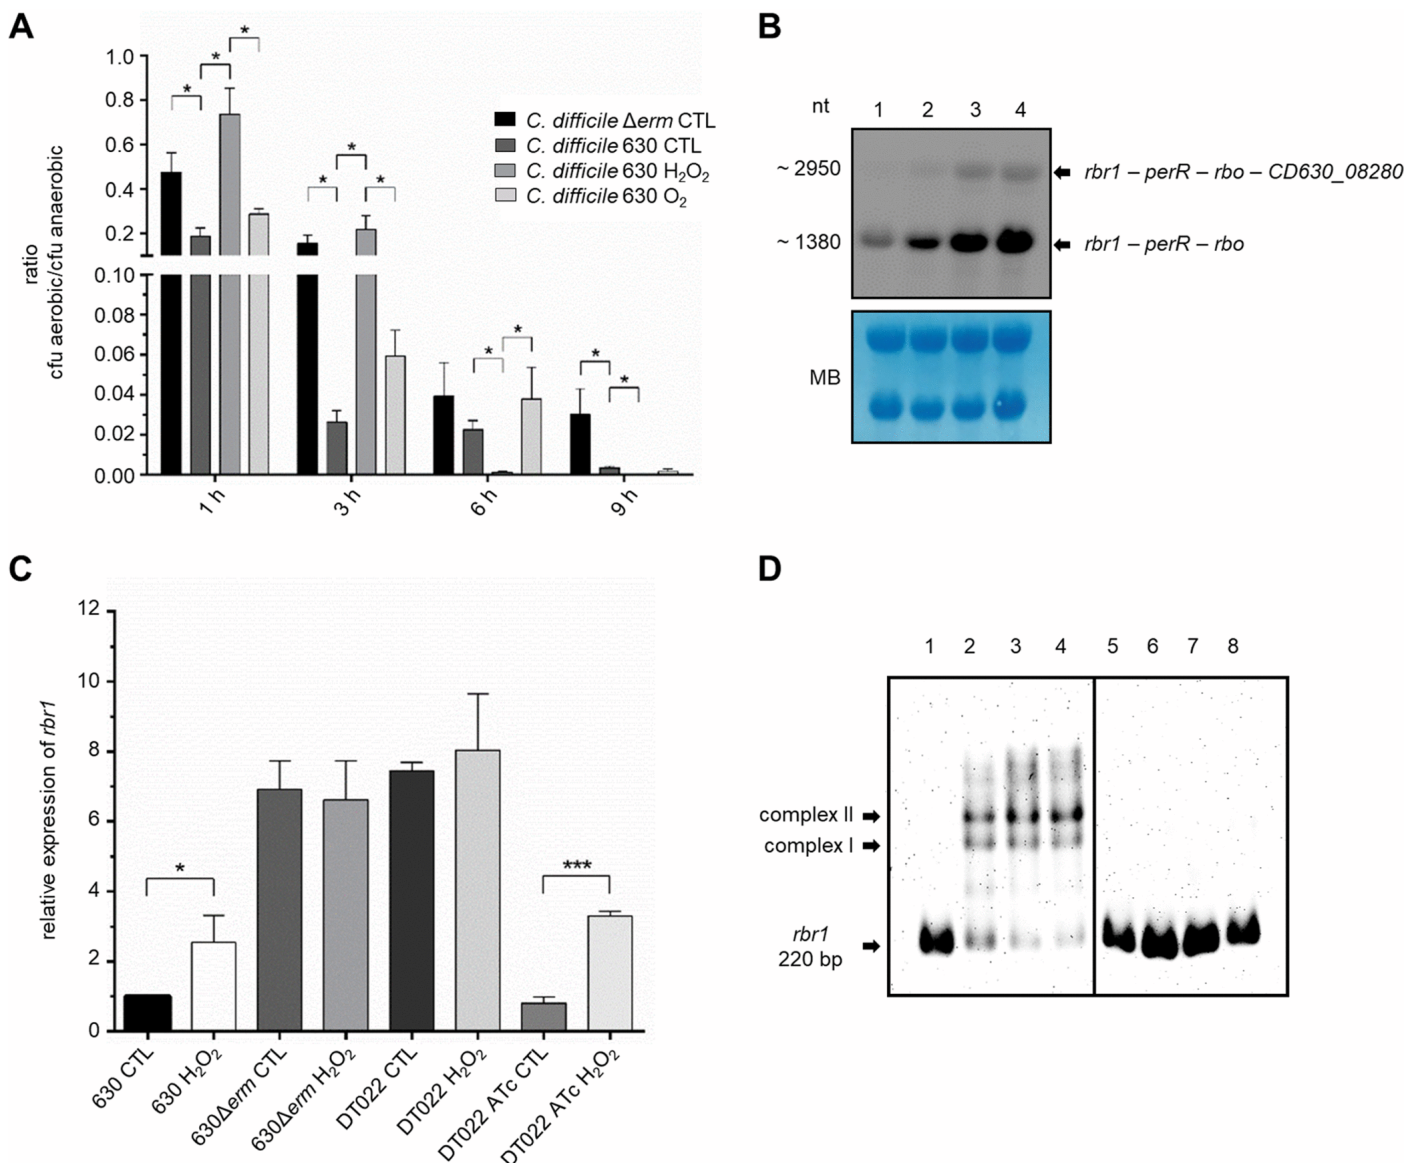 A
ratio
cfu aerobic/cfu anaerobic
1.0
0.8
0.6
0.4
0.2
0.10
0.08
0.06
0.04
0.02
0.00
* * *
* * *
* *
* *
C. difficile Δerm CTL
C. difficile 630 CTL
C. difficile 630 H₂O₂
C. difficile 630 O₂
1 h 3 h 6 h 9 h
B
nt 1 2 3 4
~ 2950 rbr1 – perR – rbo – CD630_08280
~ 1380 rbr1 – perR – rbo
MB
C
relative expression of rbr1
12
10
8
6
4
2
0
* ***
630 CTL
630 H₂O₂
630Δerm CTL
630Δerm H₂O₂
DT022 CTL
DT022 H₂O₂
DT022 ATc CTL
DT022 ATc H₂O₂
D
1 2 3 4 5 6 7 8
complex II
complex I
rbr1
220 bp